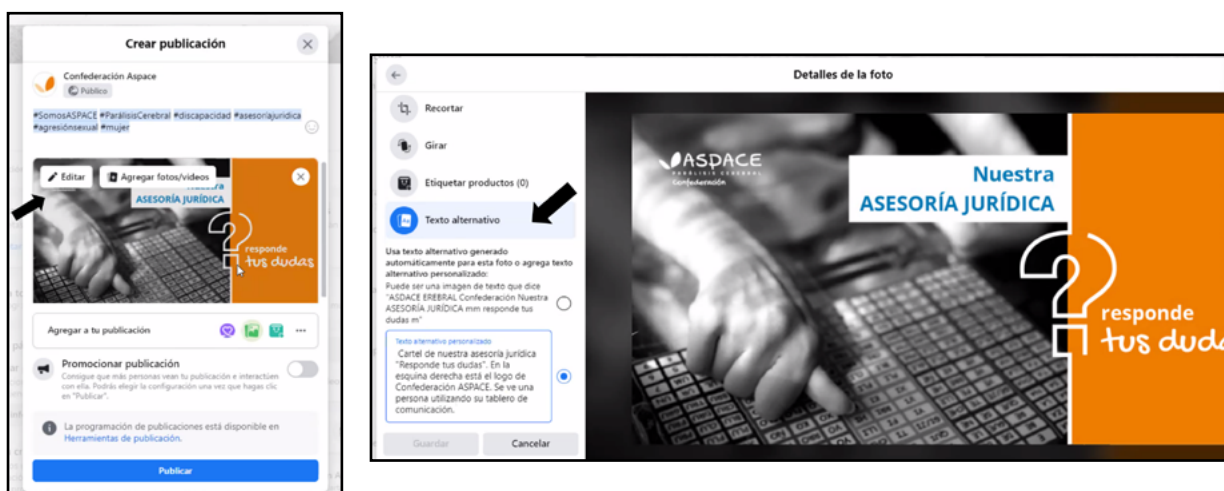 Crear publicación
Confederación Aspace
Público
#SomosASPACE #ParálisisCerebral #discapacidad #asesoríajurídica
#agresiónsexual #mujer
Editar
Agregar fotos/videos
ASESORÍA JURÍDICA
responde
tus dudas
Agregar a tu publicación
Promocionar publicación
Consigue que más personas vean tu publicación e interactúen
con ella. Podrás elegir la configuración una vez que hagas clic
en "Publicar".
La programación de publicaciones está disponible en
Herramientas de publicación.
Publicar
Detalles de la foto
Recortar
Girar
Etiquetar productos (0)
Texto alternativo
Usa texto alternativo generado
automáticamente para esta foto o agrega texto
alternativo personalizado:
Puede ser una imagen de texto que dice
"ASDACE EREBRAL Confederación Nuestra
ASESORÍA JURÍDICA mm responde tus
dudas m"
Texto alternativo personalizado
Cartel de nuestra asesoría jurídica
"Responde tus dudas". En la
esquina derecha está el logo de
Confederación ASPACE. Se ve una
persona utilizando su tablero de
comunicación.
Guardar
Cancelar
ASPACE
PARÁLISIS CEREBRAL
Confederación
Nuestra
ASESORÍA JURÍDICA
?
responde
tus duda